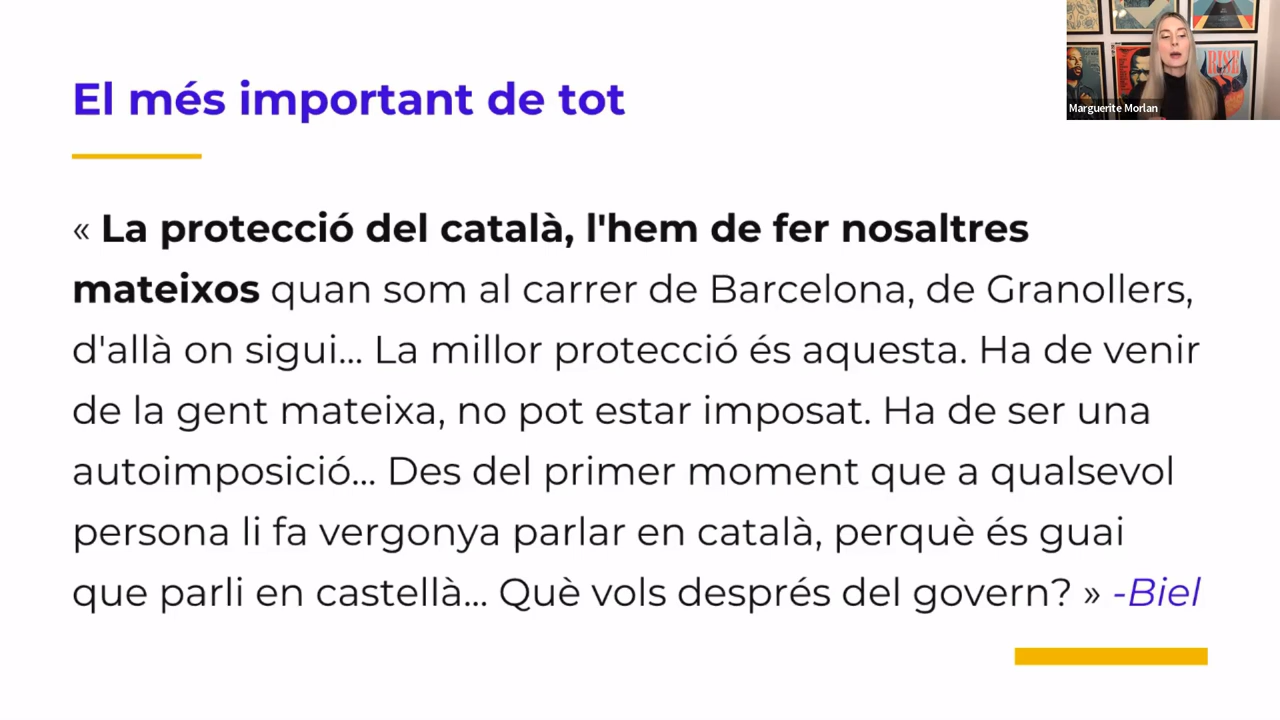 El més important de tot
« La protecció del català, l'hem de fer nosaltres
mateixos quan som al carrer de Barcelona, de Granollers,
d'allà on sigui... La millor protecció és aquesta. Ha de venir
de la gent mateixa, no pot estar imposat. Ha de ser una
autoimposició... Des del primer moment que a qualsevol
persona li fa vergonya parlar en català, perquè és guai
que parli en castellà... Què vols després del govern? » -Biel
RISE
Marguerite Morlan